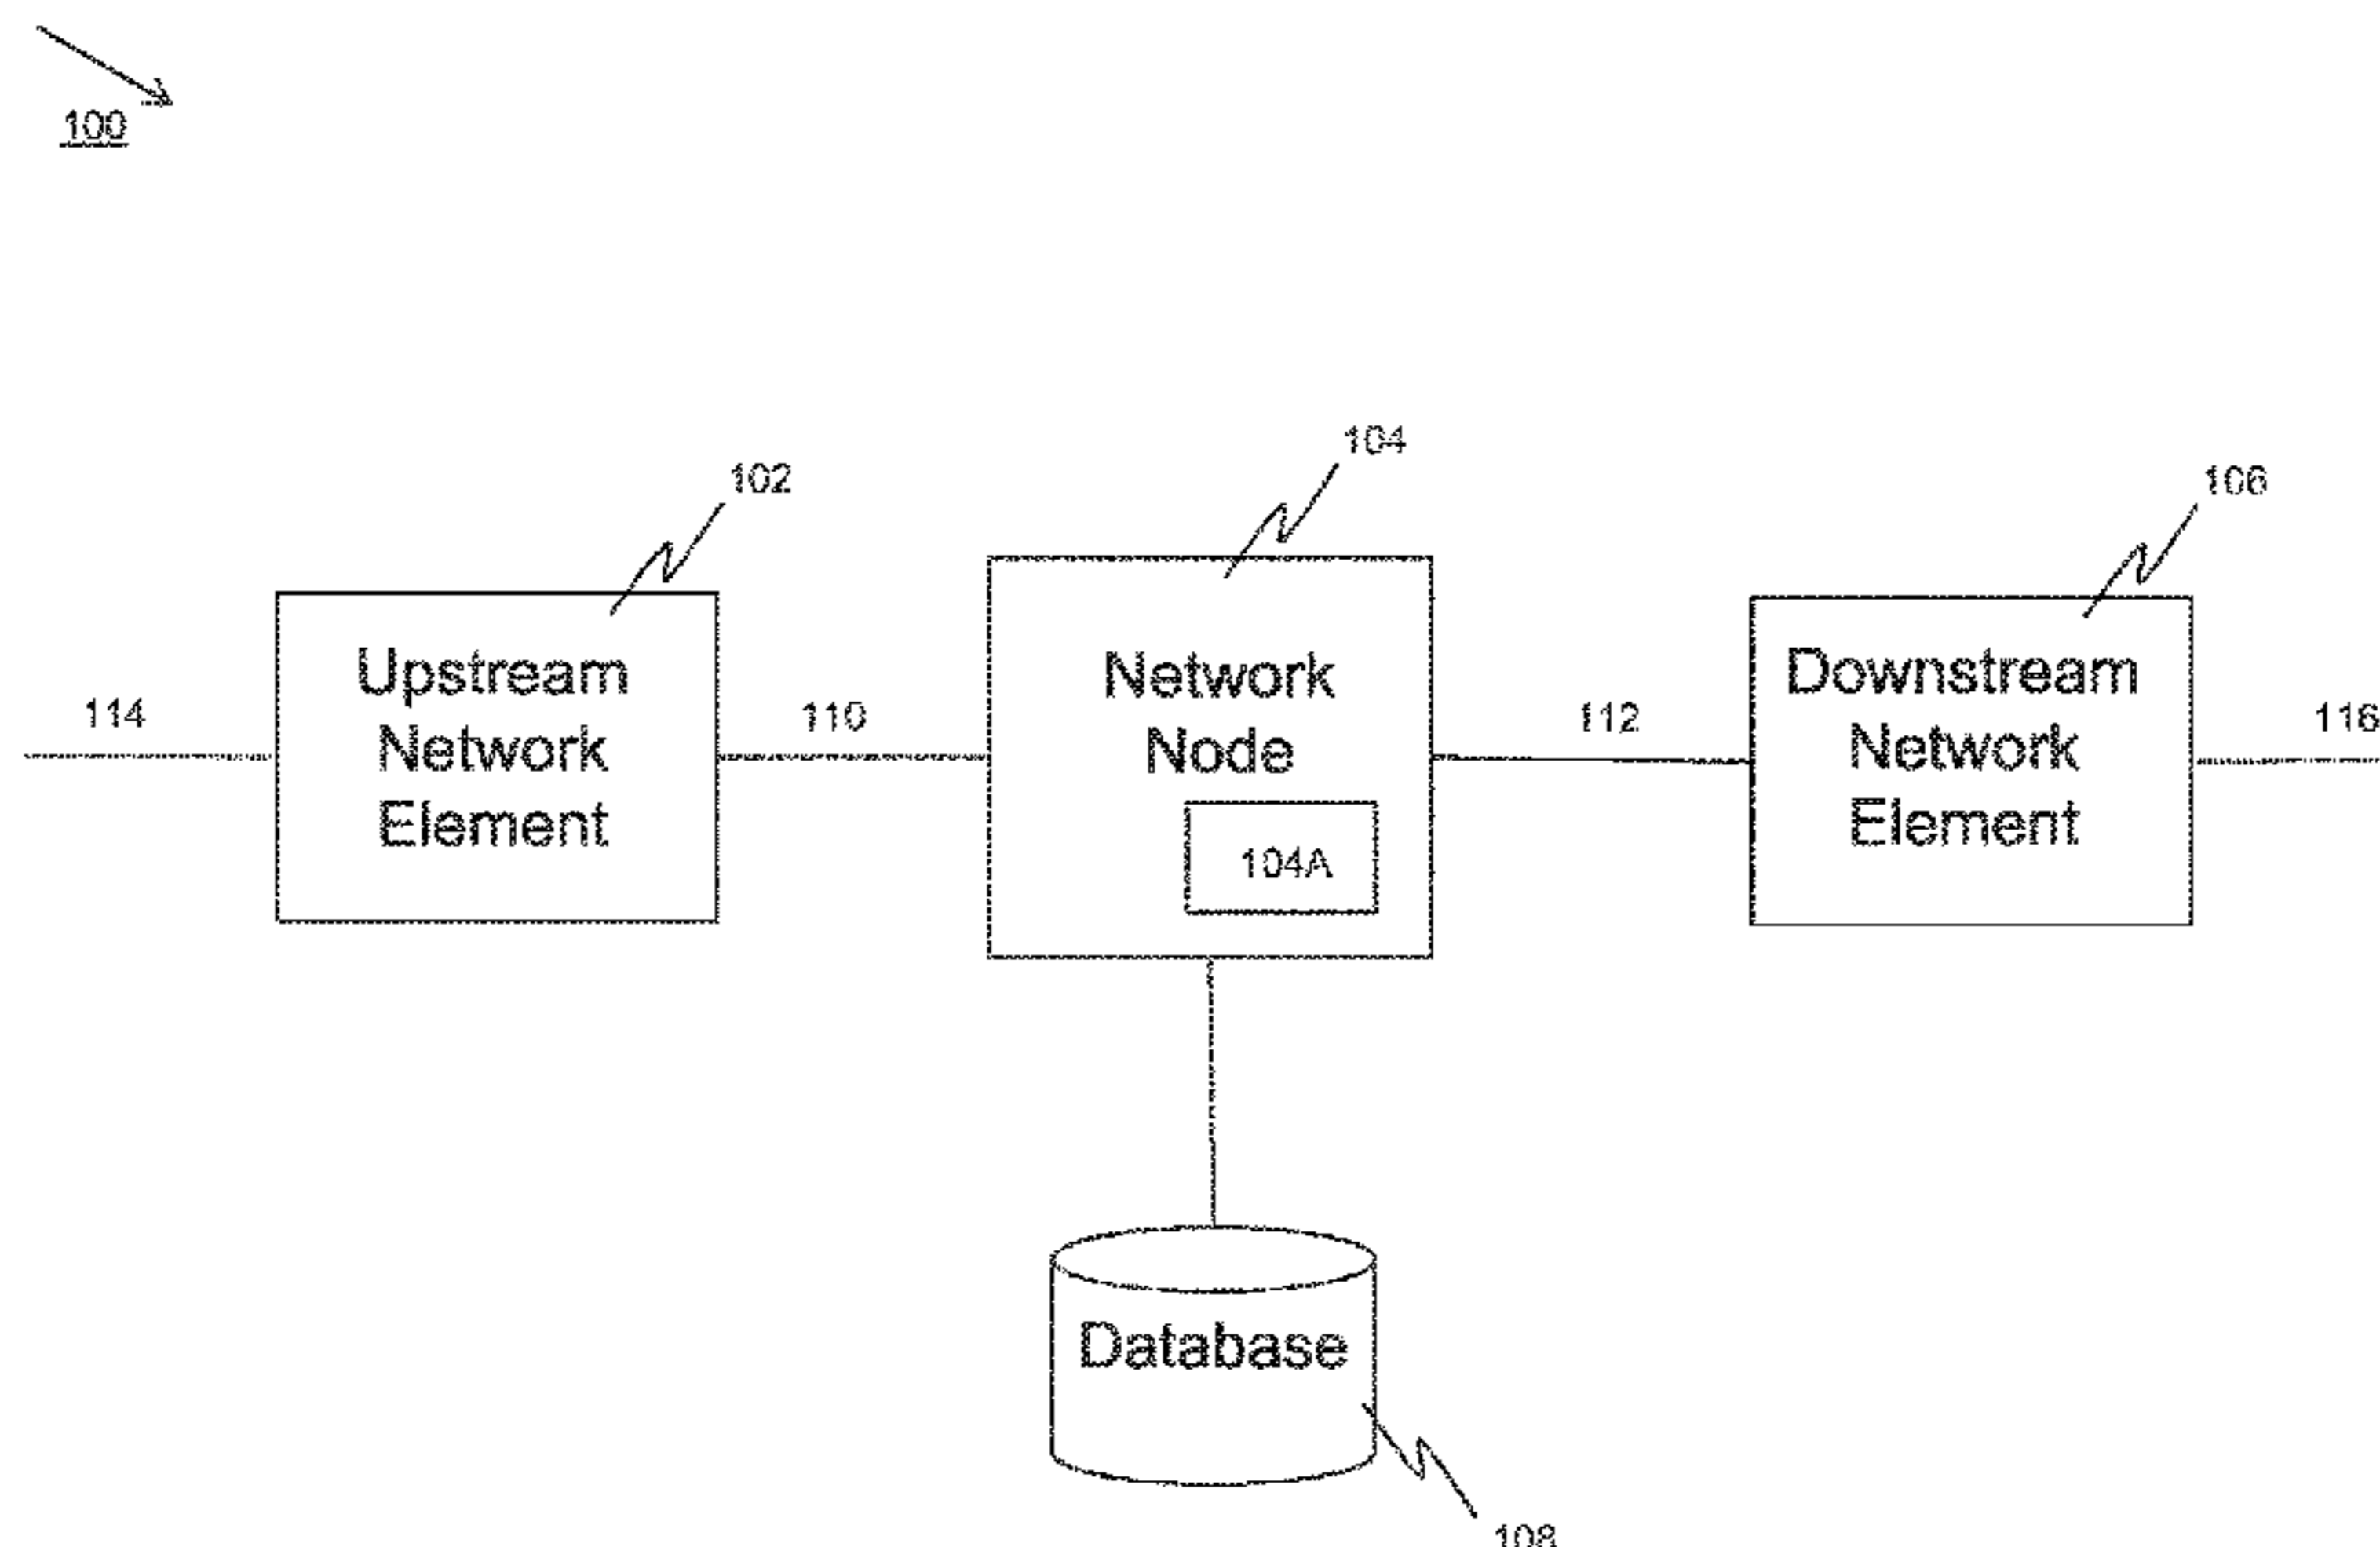 100
104
102
106
Upstream
Network
Element
Network
Node
104A
Downstream
Network
Element
114
110
112
116
Database
108